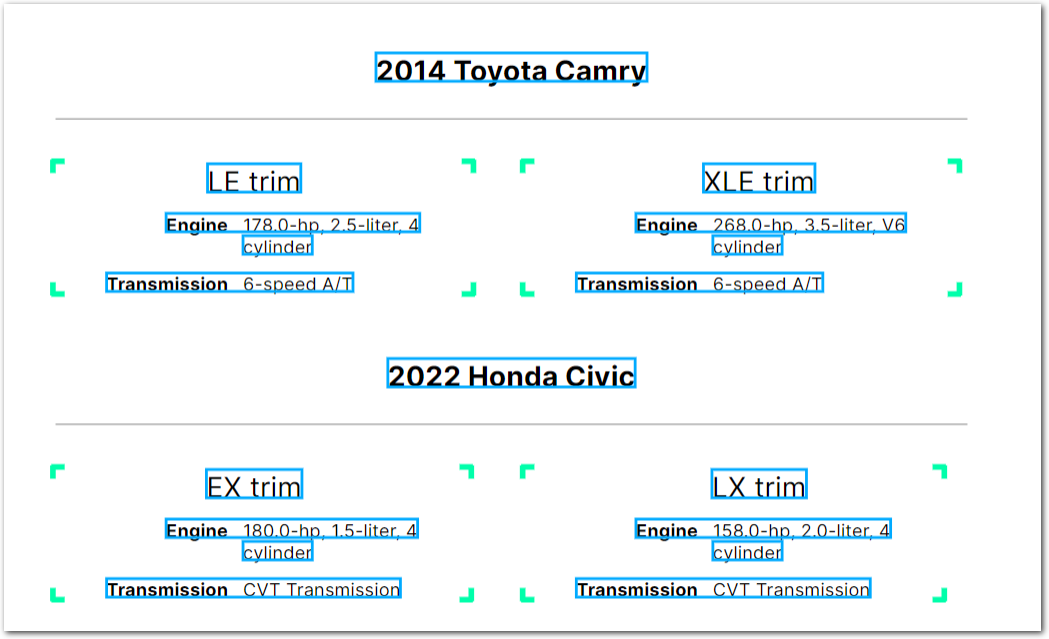 2014 Toyota Camry
LE trim
Engine 178.0-hp, 2.5-liter, 4
cylinder
Transmission 6-speed A/T
XLE trim
Engine 268.0-hp, 3.5-liter, V6
cylinder
Transmission 6-speed A/T
2022 Honda Civic
EX trim
Engine 180.0-hp, 1.5-liter, 4
cylinder
Transmission CVT Transmission
LX trim
Engine 158.0-hp, 2.0-liter, 4
cylinder
Transmission CVT Transmission